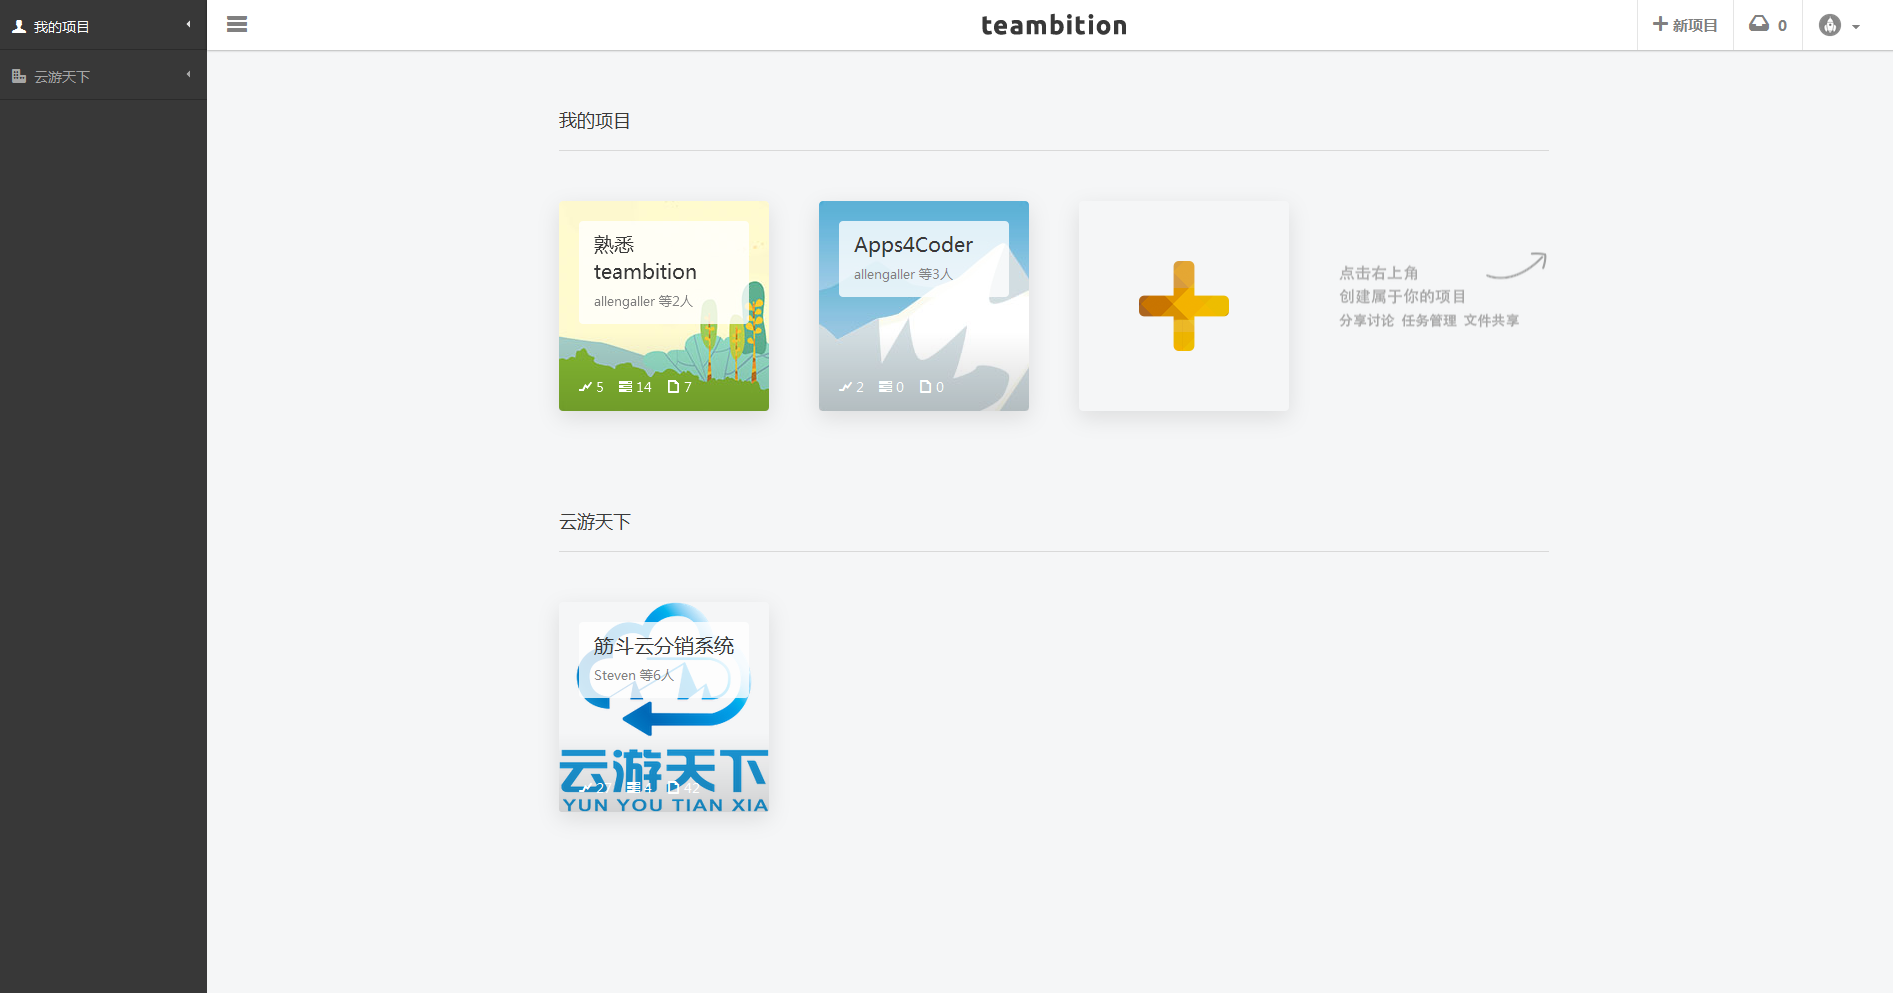 我的项目
云游天下
teambition
新项目
0
我的项目
熟悉
teambition
allengaller 等2人
5 14 7
Apps4Coder
allengaller 等3人
2 0 0
点击右上角
创建属于你的项目
分享讨论 任务管理 文件共享
云游天下
筋斗云分销系统
Steven 等6人
云游天下
27 4 42
YUN YOU TIAN XIA